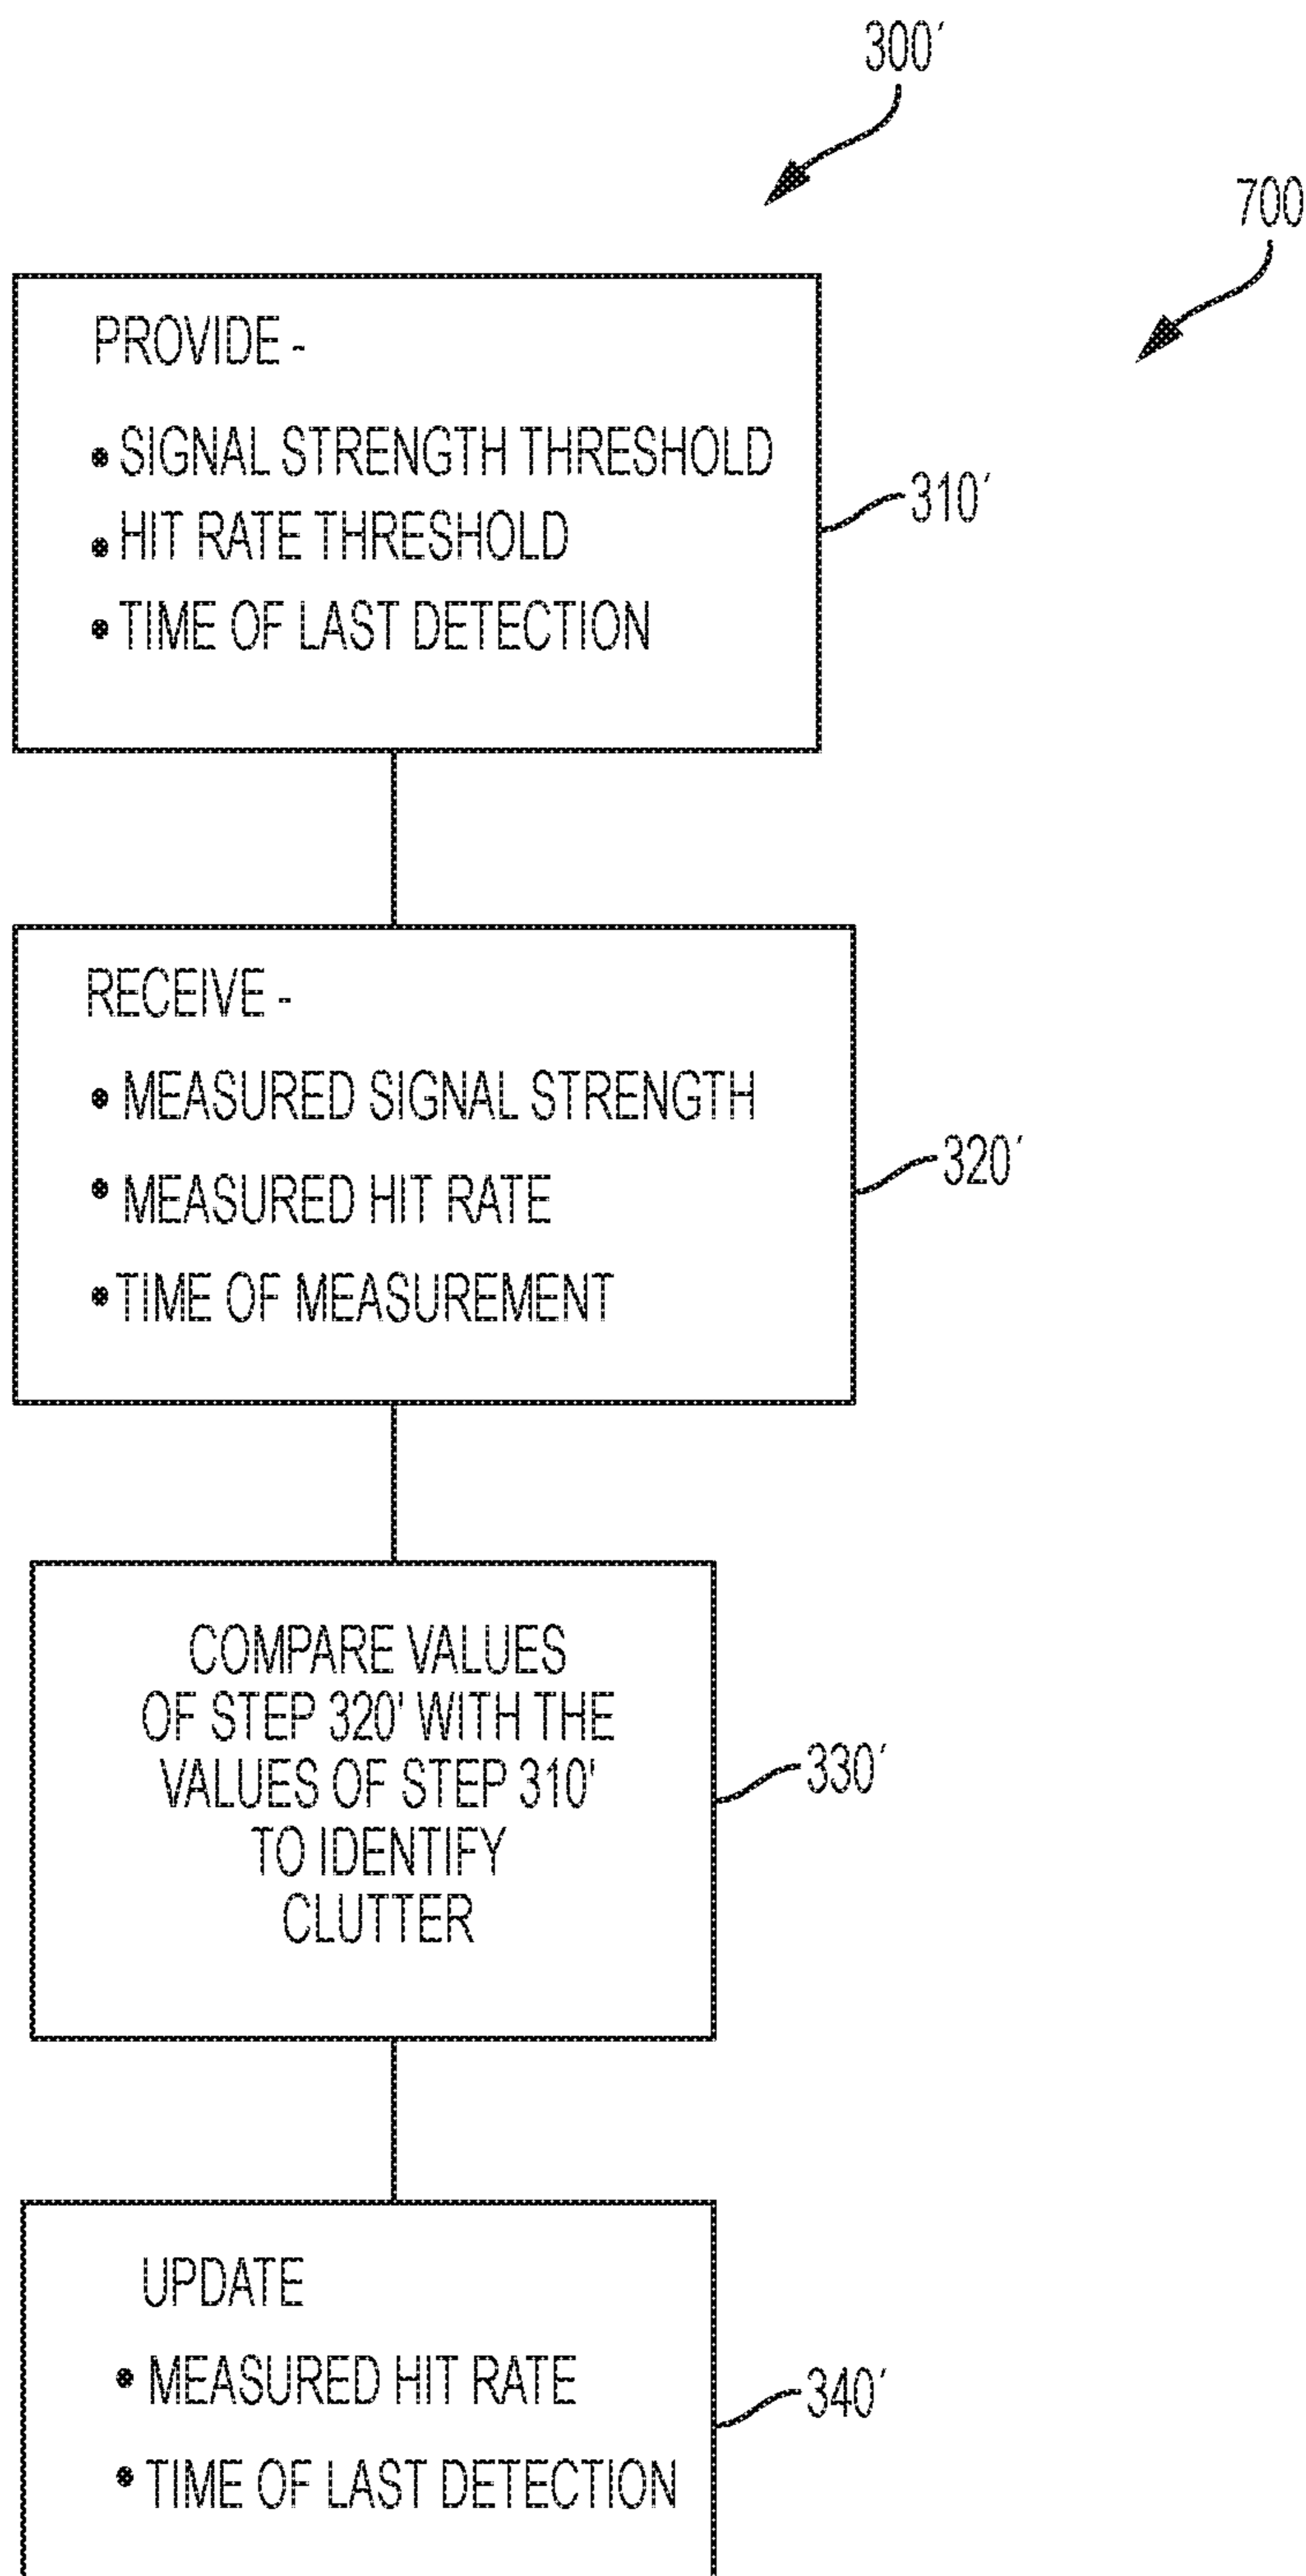 300′
700
PROVIDE -
• SIGNAL STRENGTH THRESHOLD
• HIT RATE THRESHOLD
• TIME OF LAST DETECTION
310′
RECEIVE -
• MEASURED SIGNAL STRENGTH
• MEASURED HIT RATE
• TIME OF MEASUREMENT
320′
COMPARE VALUES
OF STEP 320' WITH THE
VALUES OF STEP 310'
TO IDENTIFY
CLUTTER
330′
UPDATE
• MEASURED HIT RATE
• TIME OF LAST DETECTION
340′